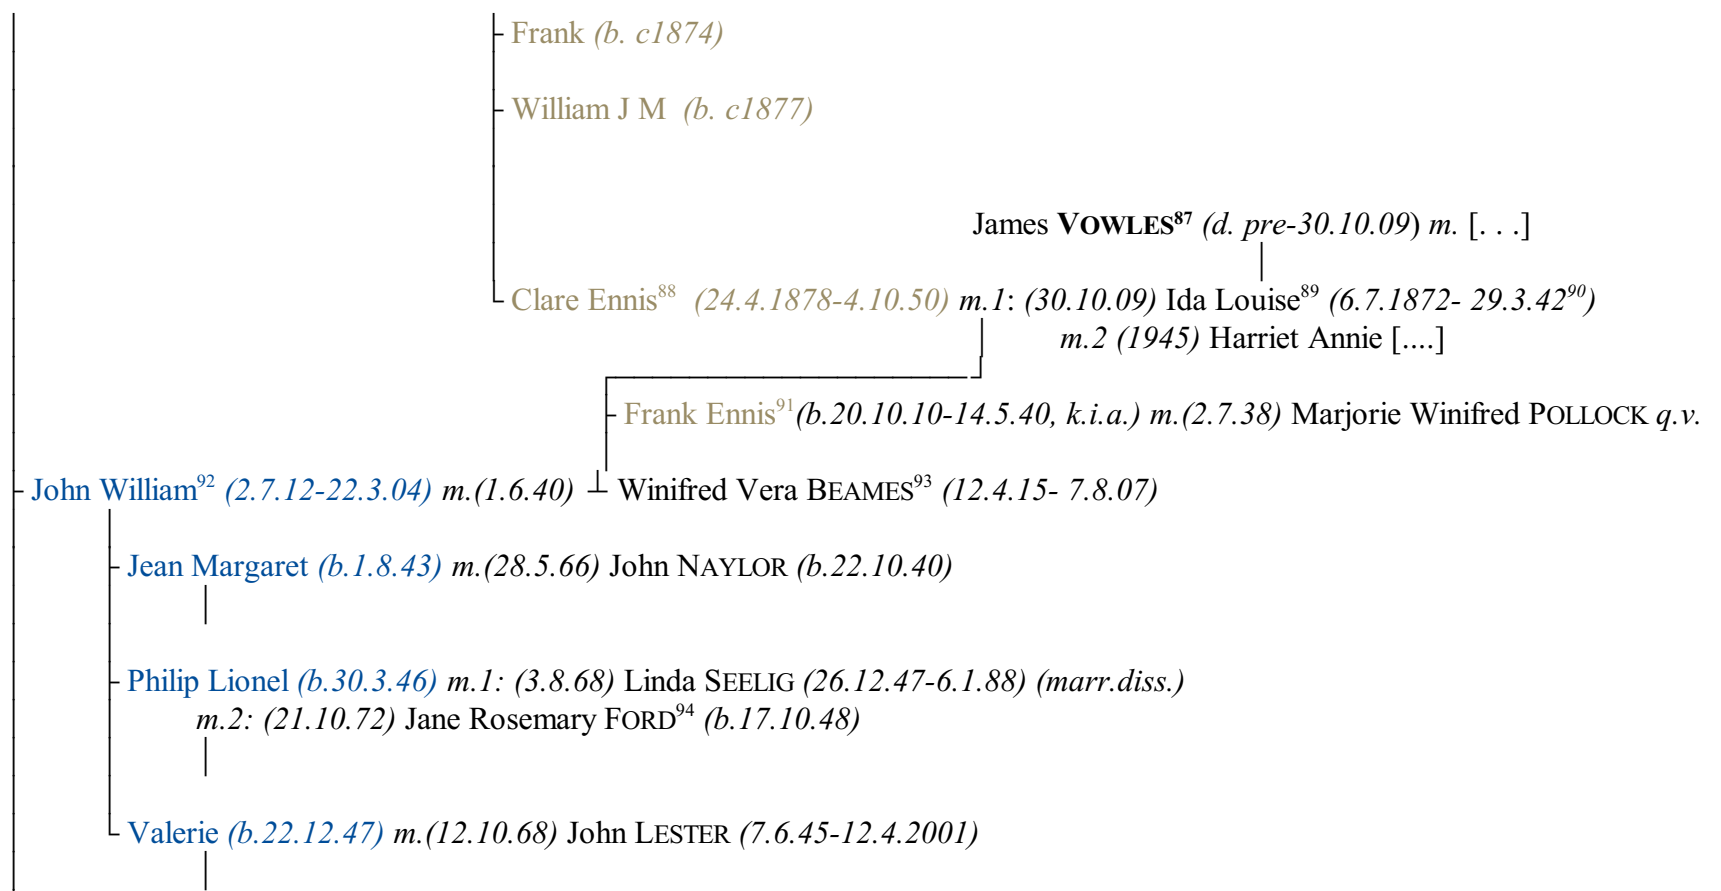 Frank (b. c1874)
William J M (b. c1877)
James VOWLES⁸⁷ (d. pre-30.10.09) m. [. . .]
Clare Ennis⁸⁸ (24.4.1878-4.10.50) m.1: (30.10.09) Ida Louise⁸⁹ (6.7.1872- 29.3.42⁹⁰)
m.2 (1945) Harriet Annie [....]
Frank Ennis⁹¹(b.20.10.10-14.5.40, k.i.a.) m.(2.7.38) Marjorie Winifred POLLOCK q.v.
John William⁹² (2.7.12-22.3.04) m.(1.6.40) Winifred Vera BEAMES⁹³ (12.4.15- 7.8.07)
Jean Margaret (b.1.8.43) m.(28.5.66) John NAYLOR (b.22.10.40)
Philip Lionel (b.30.3.46) m.1: (3.8.68) Linda SEELIG (26.12.47-6.1.88) (marr.diss.)
m.2: (21.10.72) Jane Rosemary FORD⁹⁴ (b.17.10.48)
Valerie (b.22.12.47) m.(12.10.68) John LESTER (7.6.45-12.4.2001)